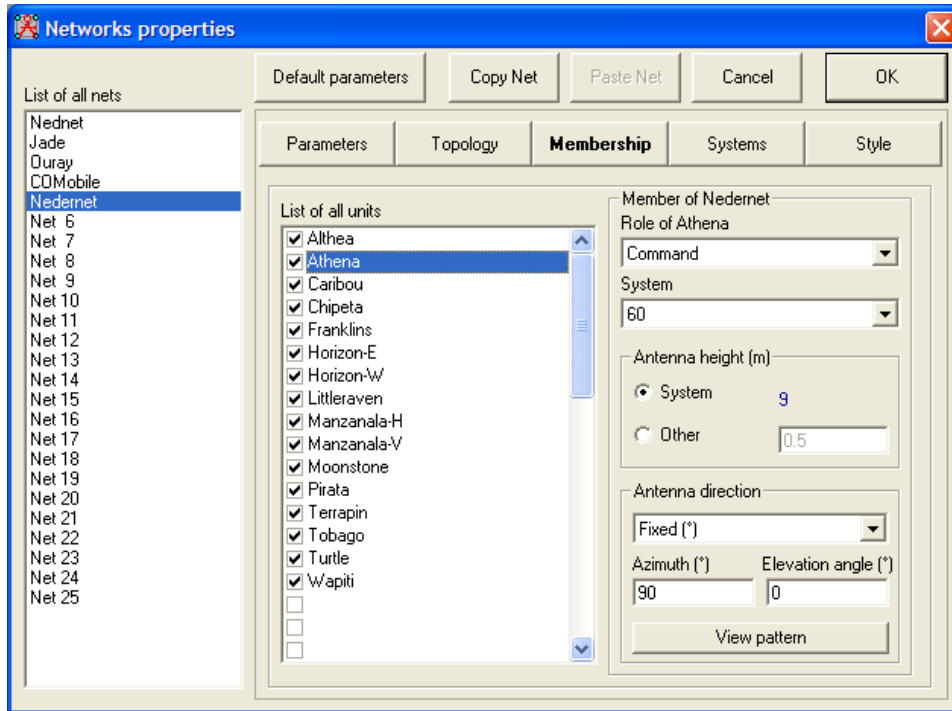 Networks properties
Default parameters
Copy Net
Paste Net
Cancel
OK
List of all nets
Nednet
Jade
Ouray
COMobile
Nedernet
Net 6
Net 7
Net 8
Net 9
Net 10
Net 11
Net 12
Net 13
Net 14
Net 15
Net 16
Net 17
Net 18
Net 19
Net 20
Net 21
Net 22
Net 23
Net 24
Net 25
Parameters
Topology
Membership
Systems
Style
List of all units
Althea
Athena
Caribou
Chipeta
Franklins
Horizon-E
Horizon-W
Littleraven
Manzanala-H
Manzanala-V
Moonstone
Pirata
Terrapin
Tobago
Turtle
Wapiti
Member of Nedernet
Role of Athena
Command
System
60
Antenna height (m)
System 9
Other 0.5
Antenna direction
Fixed (°)
Azimuth (°) Elevation angle (°)
90 0
View pattern